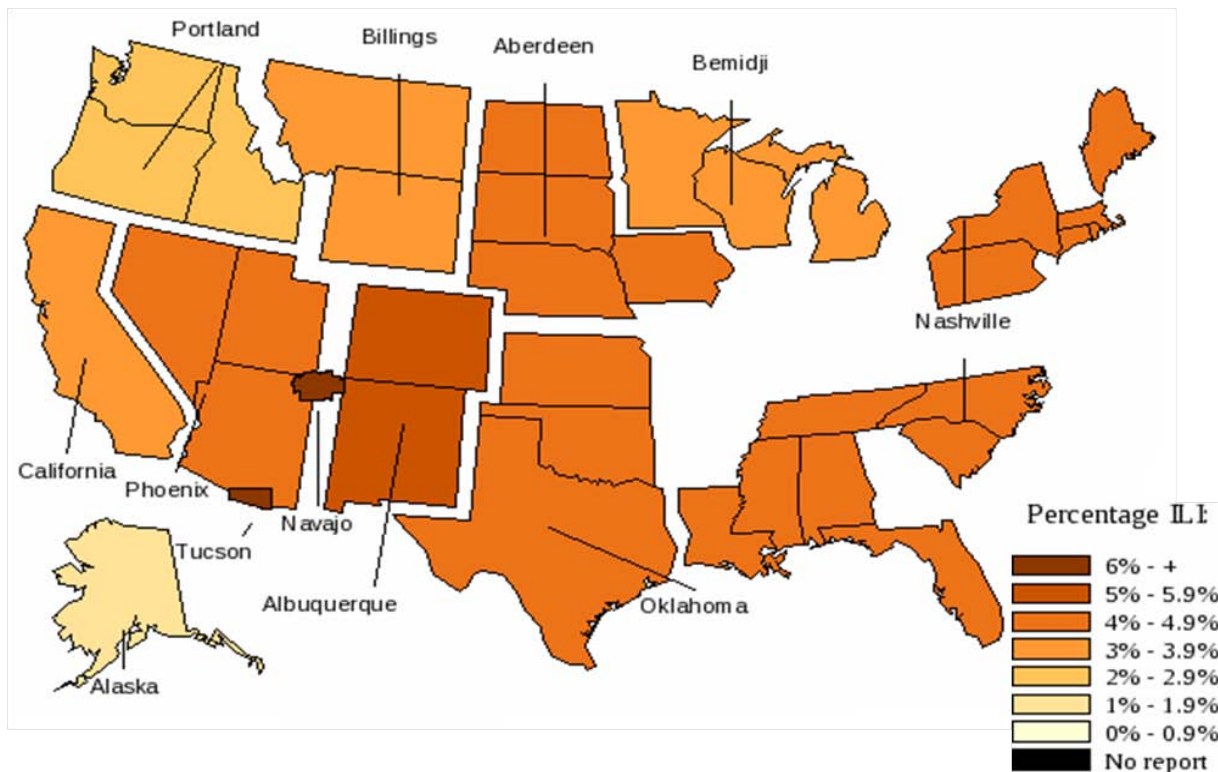 Portland
Billings
Aberdeen
Bemidji
Nashville
California
Phoenix
Navajo
Tucson
Albuquerque
Oklahoma
Alaska
Percentage ILI:
6% - +
5% - 5.9%
4% - 4.9%
3% - 3.9%
2% - 2.9%
1% - 1.9%
0% - 0.9%
No report